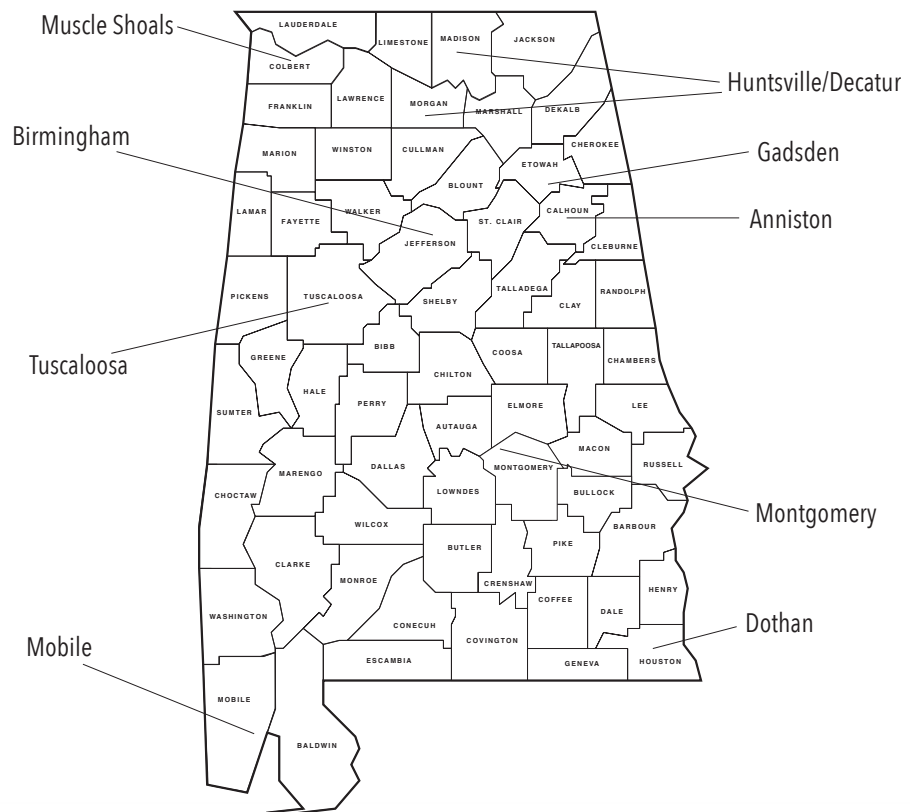 Muscle Shoals
LAUDERDALE
LIMESTONE
MADISON
JACKSON
COLBERT
Huntsville/Decatur
FRANKLIN
LAWRENCE
MORGAN
MARSHALL
DEKALB
Birmingham
MARION
WINSTON
CULLMAN
CHEROKEE
ETOWAH
Gadsden
BLOUNT
LAMAR
FAYETTE
WALKER
JEFFERSON
ST. CLAIR
CALHOUN
Anniston
CLEBURNE
PICKENS
TUSCALOOSA
SHELBY
TALLADEGA
CLAY
RANDOLPH
Tuscaloosa
GREENE
BIBB
COOSA
TALLAPOOSA
CHAMBERS
HALE
CHILTON
SUMTER
PERRY
ELMORE
LEE
AUTAUGA
MACON
MARENGO
DALLAS
MONTGOMERY
RUSSELL
CHOCTAW
LOWNDES
BULLOCK
Montgomery
WILCOX
BARBOUR
CLARKE
BUTLER
PIKE
MONROE
CRENSHAW
HENRY
WASHINGTON
COFFEE
DALE
CONECUH
COVINGTON
Dothan
Mobile
ESCAMBIA
GENEVA
HOUSTON
MOBILE
BALDWIN